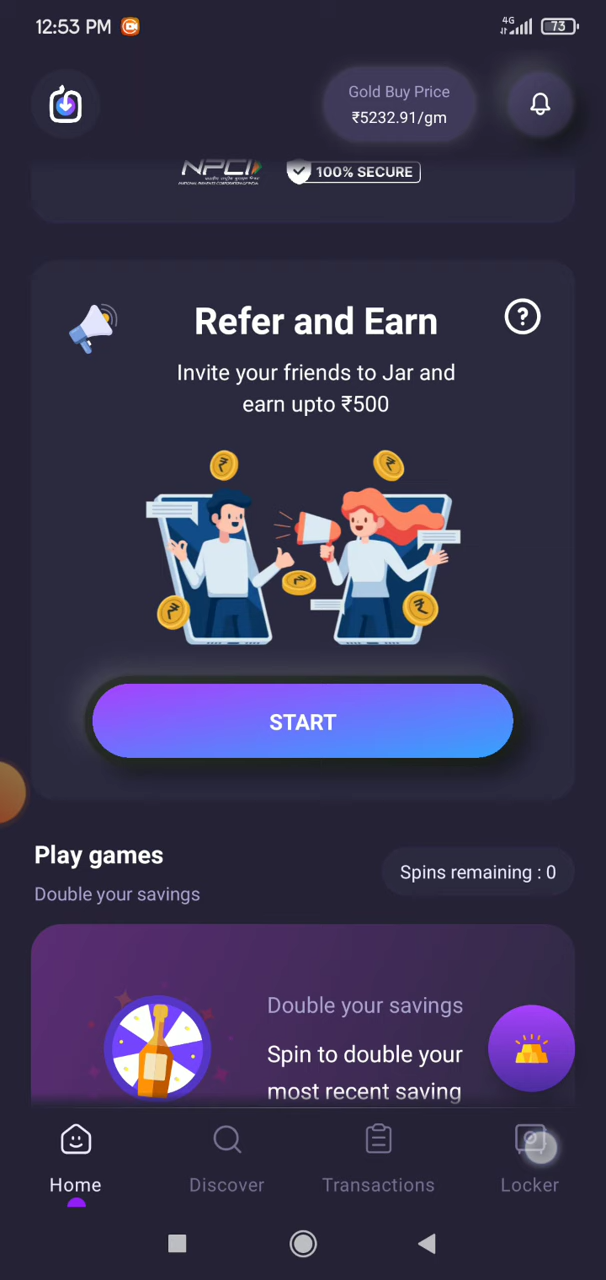 12:53 PM
4G
73
Gold Buy Price
₹5232.91/gm
NPCI
100% SECURE
Refer and Earn
Invite your friends to Jar and
earn upto ₹500
START
Play games
Spins remaining : 0
Double your savings
Double your savings
Spin to double your
most recent saving
Home
Discover
Transactions
Locker